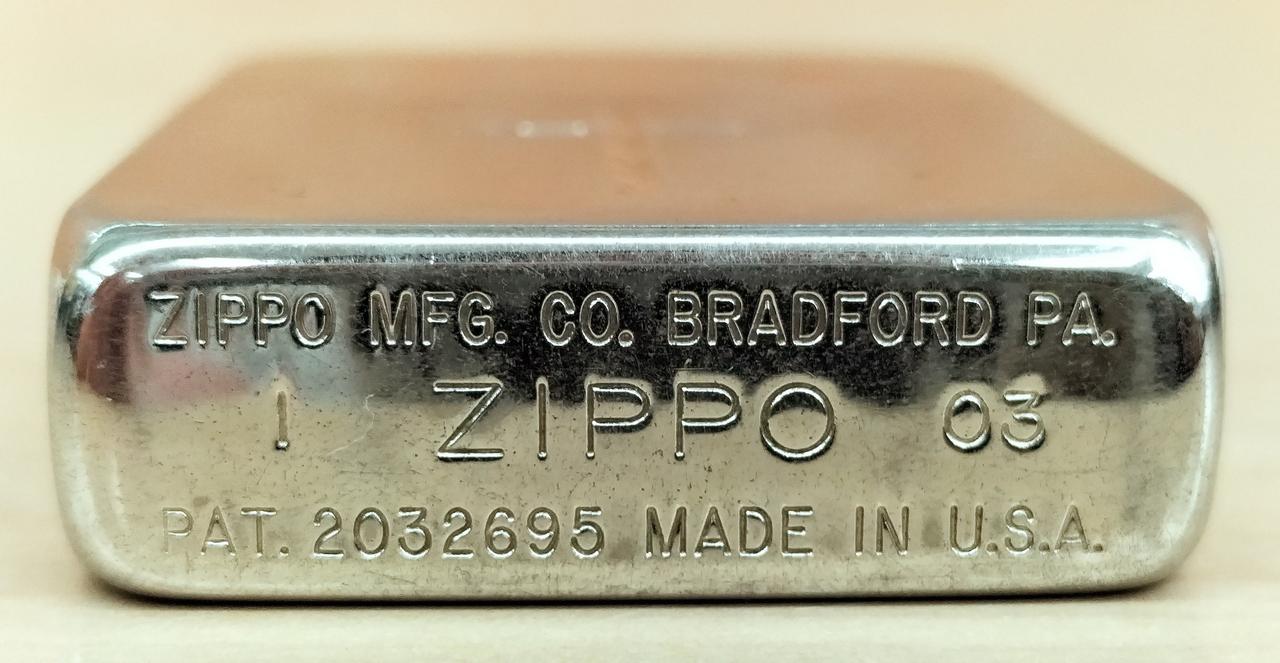 ZIPPO MFG. CO. BRADFORD PA.
I ZIPPO 03
PAT. 2032695 MADE IN U.S.A.